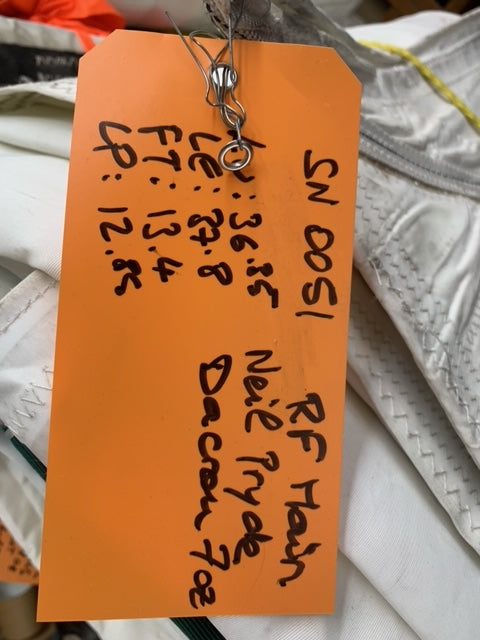 SN 0051
: 36.85
LE: 37.8
FT: 13.4
LP: 12.85
RF Main.
Neil Pryde
Dacron 7oz